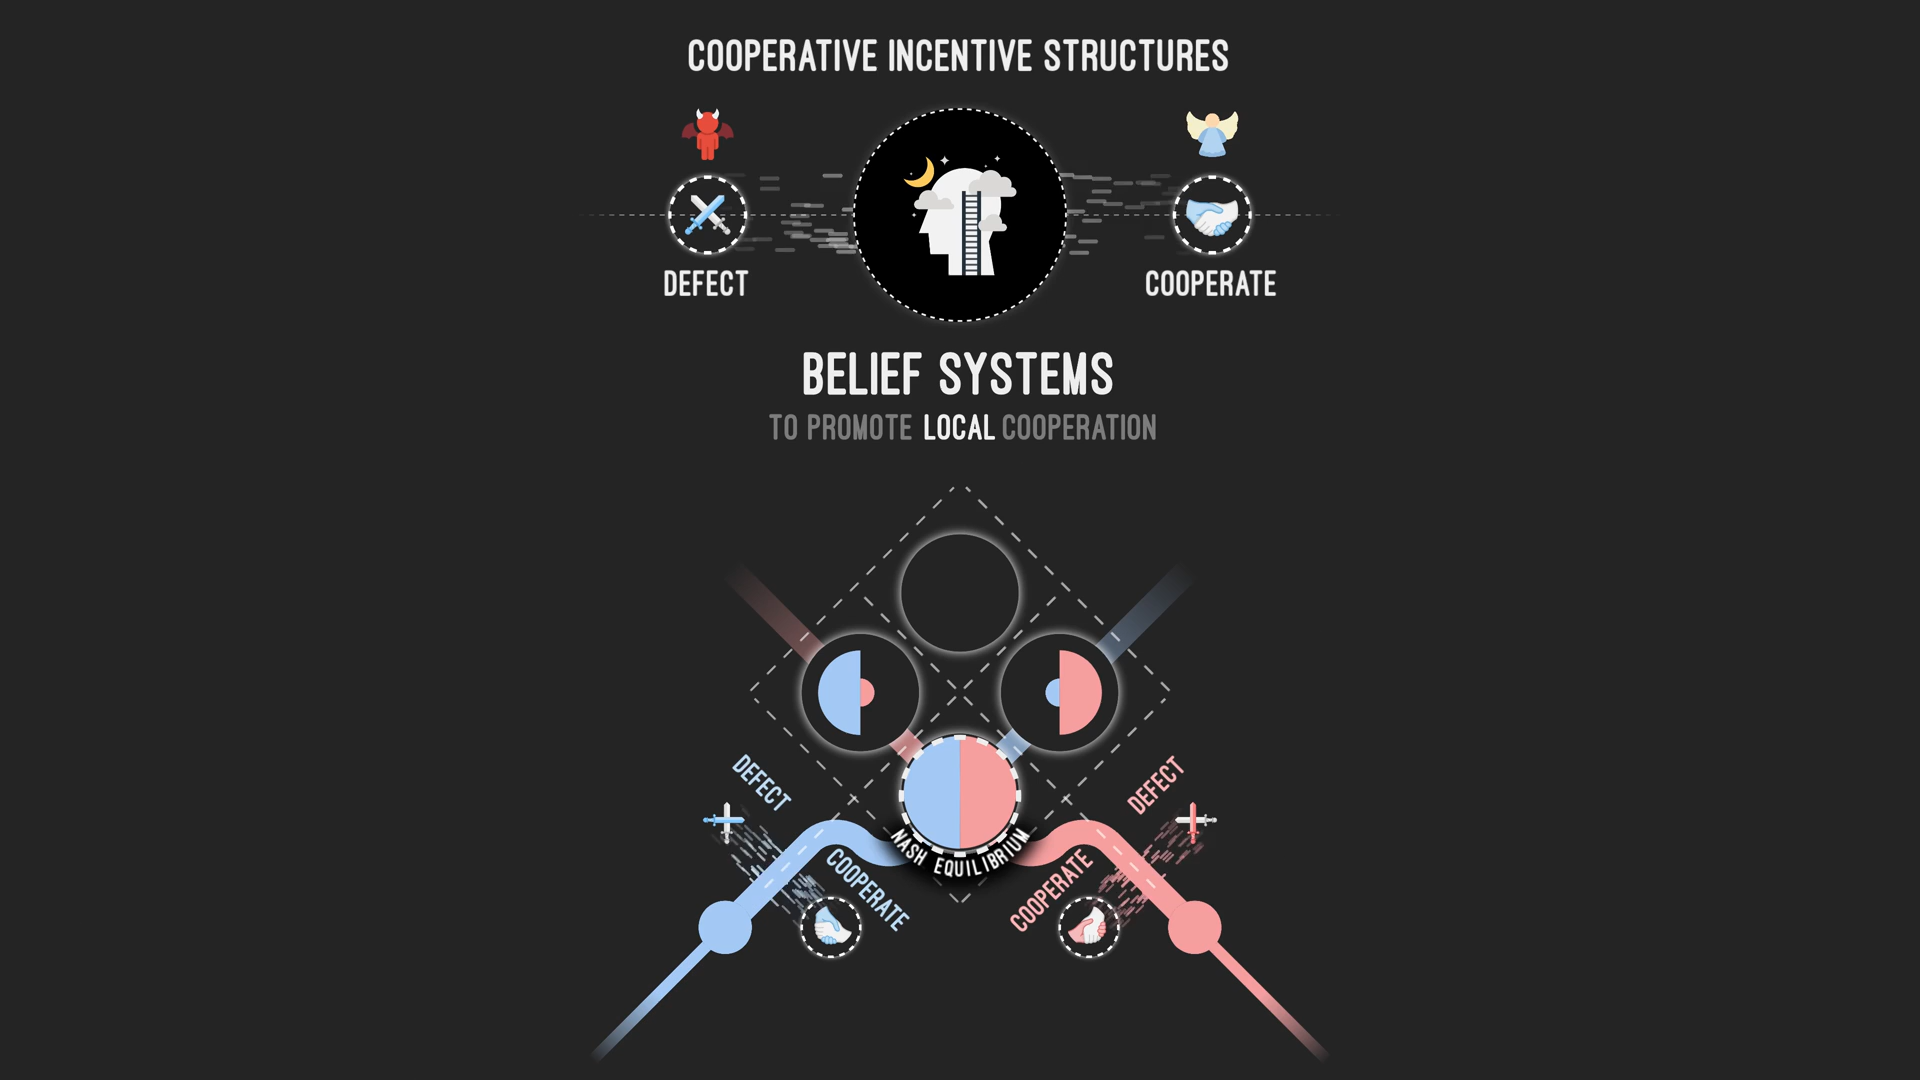 COOPERATIVE INCENTIVE STRUCTURES
DEFECT
COOPERATE
BELIEF SYSTEMS
TO PROMOTE LOCAL COOPERATION
DEFECT
DEFECT
COOPERATE
NASH EQUILIBRIUM
COOPERATE